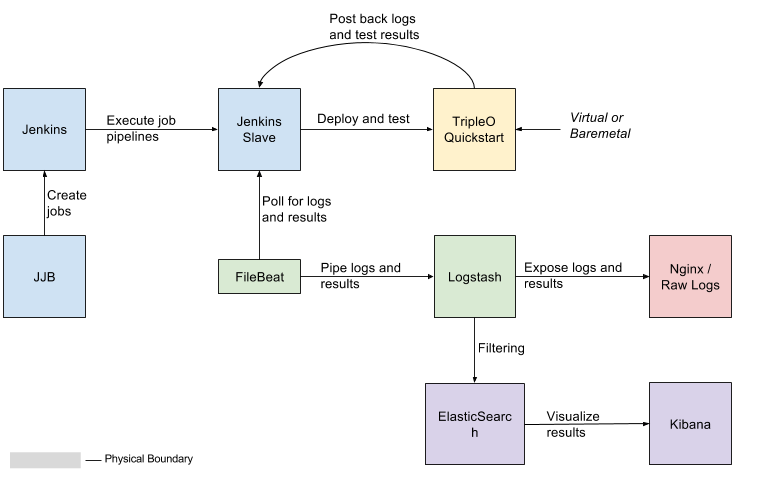 Post back logs
and test results
Jenkins
Execute job
pipelines
Jenkins
Slave
Deploy and test
TripleO
Quickstart
Virtual or
Baremetal
Create
jobs
Poll for logs
and results
JJB
FileBeat
Pipe logs and
results
Logstash
Expose logs and
results
Nginx /
Raw Logs
Filtering
ElasticSearc
h
Visualize
results
Kibana
Physical Boundary